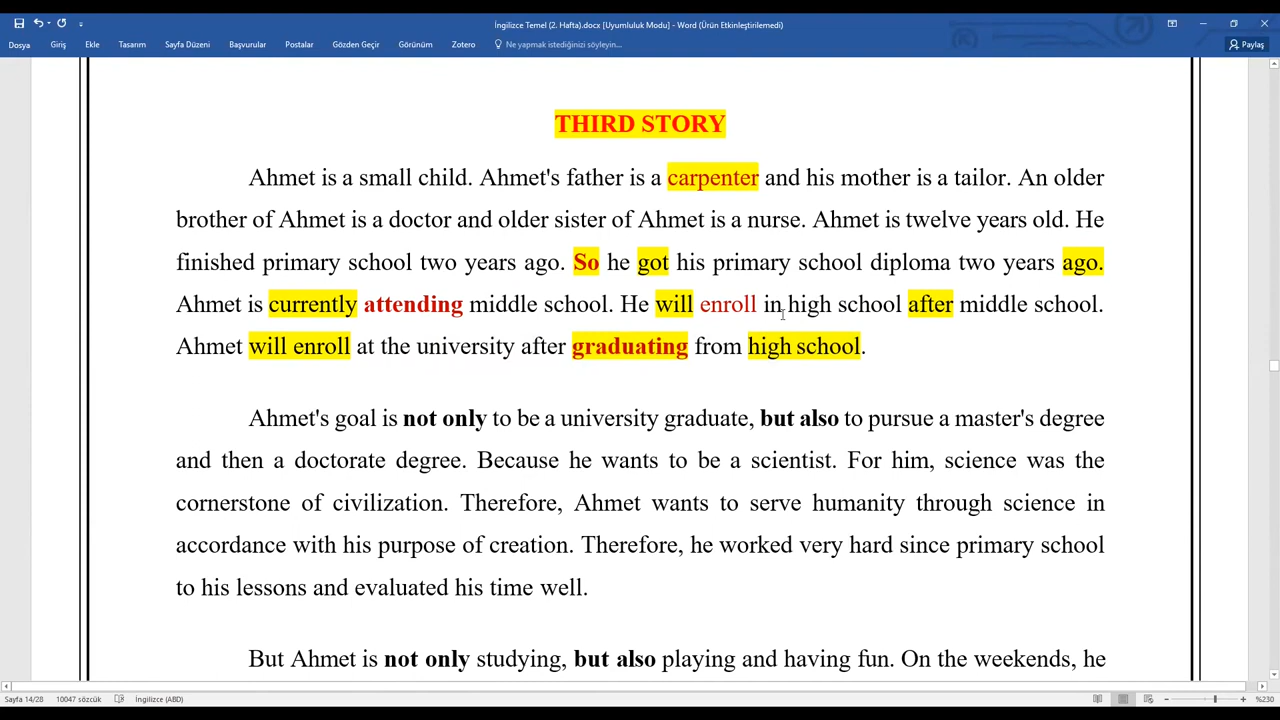 İngilizce Temel (2. Hafta).docx [Uyumluluk Modu] - Word (Ürün Etkinleştirilemedi)
Dosya Giriş Ekle Tasarım Sayfa Düzeni Başvurular Postalar Gözden Geçir Görünüm Zotero Ne yapmak istediğinizi söyleyin... Paylaş
THIRD STORY
Ahmet is a small child. Ahmet's father is a carpenter and his mother is a tailor. An older
brother of Ahmet is a doctor and older sister of Ahmet is a nurse. Ahmet is twelve years old. He
finished primary school two years ago. So he got his primary school diploma two years ago.
Ahmet is currently attending middle school. He will enroll in high school after middle school.
Ahmet will enroll at the university after graduating from high school.
Ahmet's goal is not only to be a university graduate, but also to pursue a master's degree
and then a doctorate degree. Because he wants to be a scientist. For him, science was the
cornerstone of civilization. Therefore, Ahmet wants to serve humanity through science in
accordance with his purpose of creation. Therefore, he worked very hard since primary school
to his lessons and evaluated his time well.
But Ahmet is not only studying, but also playing and having fun. On the weekends, he
Sayfa 14/28 10047 sözcük İngilizce (ABD) %230